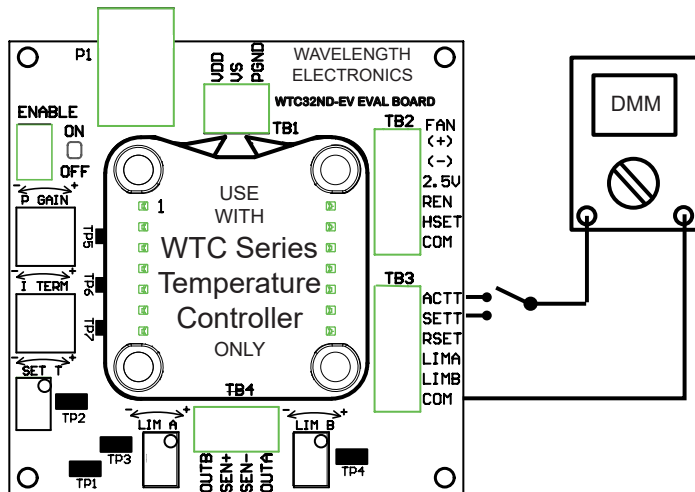 P1
VDD
VS
PGND
WAVELENGTH
ELECTRONICS
WTC32ND-EV EVAL BOARD
DMM
ENABLE
ON
OFF
TB1
TB2
FAN
(+)
(-)
2.5V
REN
HSET
COM
- +
P GAIN
TP5
1
USE
WITH
WTC Series
Temperature
Controller
ONLY
- +
I TERM
TP6
TP7
TB3
ACTT
SETT
RSET
LIMA
LIMB
COM
- +
SET T
TP2
TB4
- +
LIM A
- +
LIM B
TP3
TP1
OUTB
SEN+
SEN-
OUTA
TP4